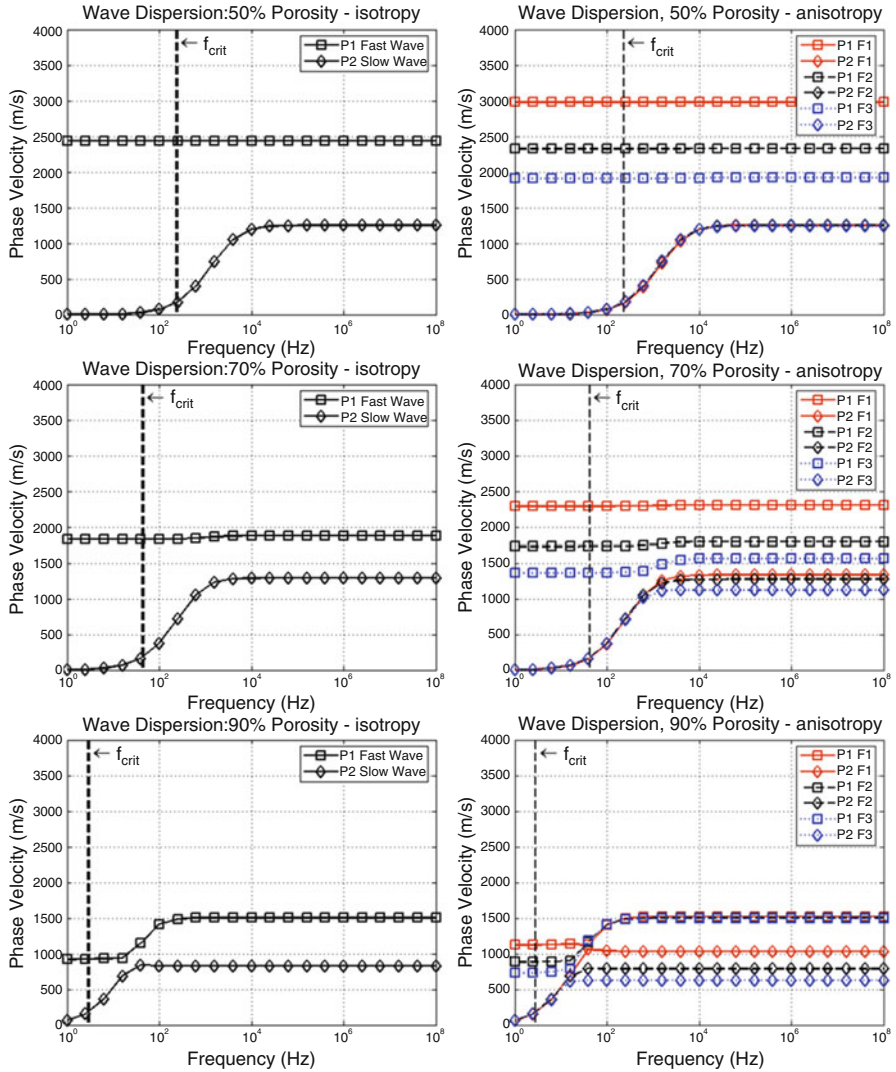 Wave Dispersion:50% Porosity - isotropy
Phase Velocity (m/s)
4000
3500
3000
2500
2000
1500
1000
500
0
← fcrit
P1 Fast Wave
P2 Slow Wave
10^0 10^2 10^4 10^6 10^8
Frequency (Hz)
Wave Dispersion, 50% Porosity - anisotropy
Phase Velocity (m/s)
4000
3500
3000
2500
2000
1500
1000
500
0
← fcrit
P1 F1
P2 F1
P1 F2
P2 F2
P1 F3
P2 F3
10^0 10^2 10^4 10^6 10^8
Frequency (Hz)
Wave Dispersion:70% Porosity - isotropy
Phase Velocity (m/s)
4000
3500
3000
2500
2000
1500
1000
500
0
← fcrit
P1 Fast Wave
P2 Slow Wave
10^0 10^2 10^4 10^6 10^8
Frequency (Hz)
Wave Dispersion, 70% Porosity - anisotropy
Phase Velocity (m/s)
4000
3500
3000
2500
2000
1500
1000
500
0
← fcrit
P1 F1
P2 F1
P1 F2
P2 F2
P1 F3
P2 F3
10^0 10^2 10^4 10^6 10^8
Frequency (Hz)
Wave Dispersion:90% Porosity - isotropy
Phase Velocity (m/s)
4000
3500
3000
2500
2000
1500
1000
500
0
← fcrit
P1 Fast Wave
P2 Slow Wave
10^0 10^2 10^4 10^6 10^8
Frequency (Hz)
Wave Dispersion, 90% Porosity - anisotropy
Phase Velocity (m/s)
4000
3500
3000
2500
2000
1500
1000
500
0
← fcrit
P1 F1
P2 F1
P1 F2
P2 F2
P1 F3
P2 F3
10^0 10^2 10^4 10^6 10^8
Frequency (Hz)